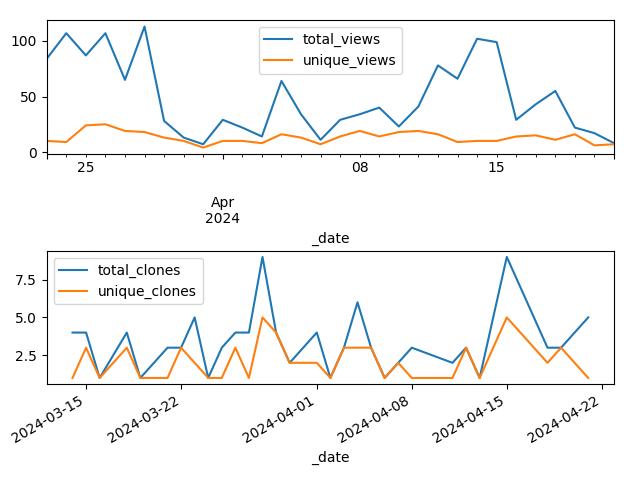 total_views
unique_views
100
50
0
25
08
15
Apr
2024
_date
total_clones
unique_clones
7.5
5.0
2.5
2024-03-15
2024-03-22
2024-04-01
2024-04-08
2024-04-15
2024-04-22
_date